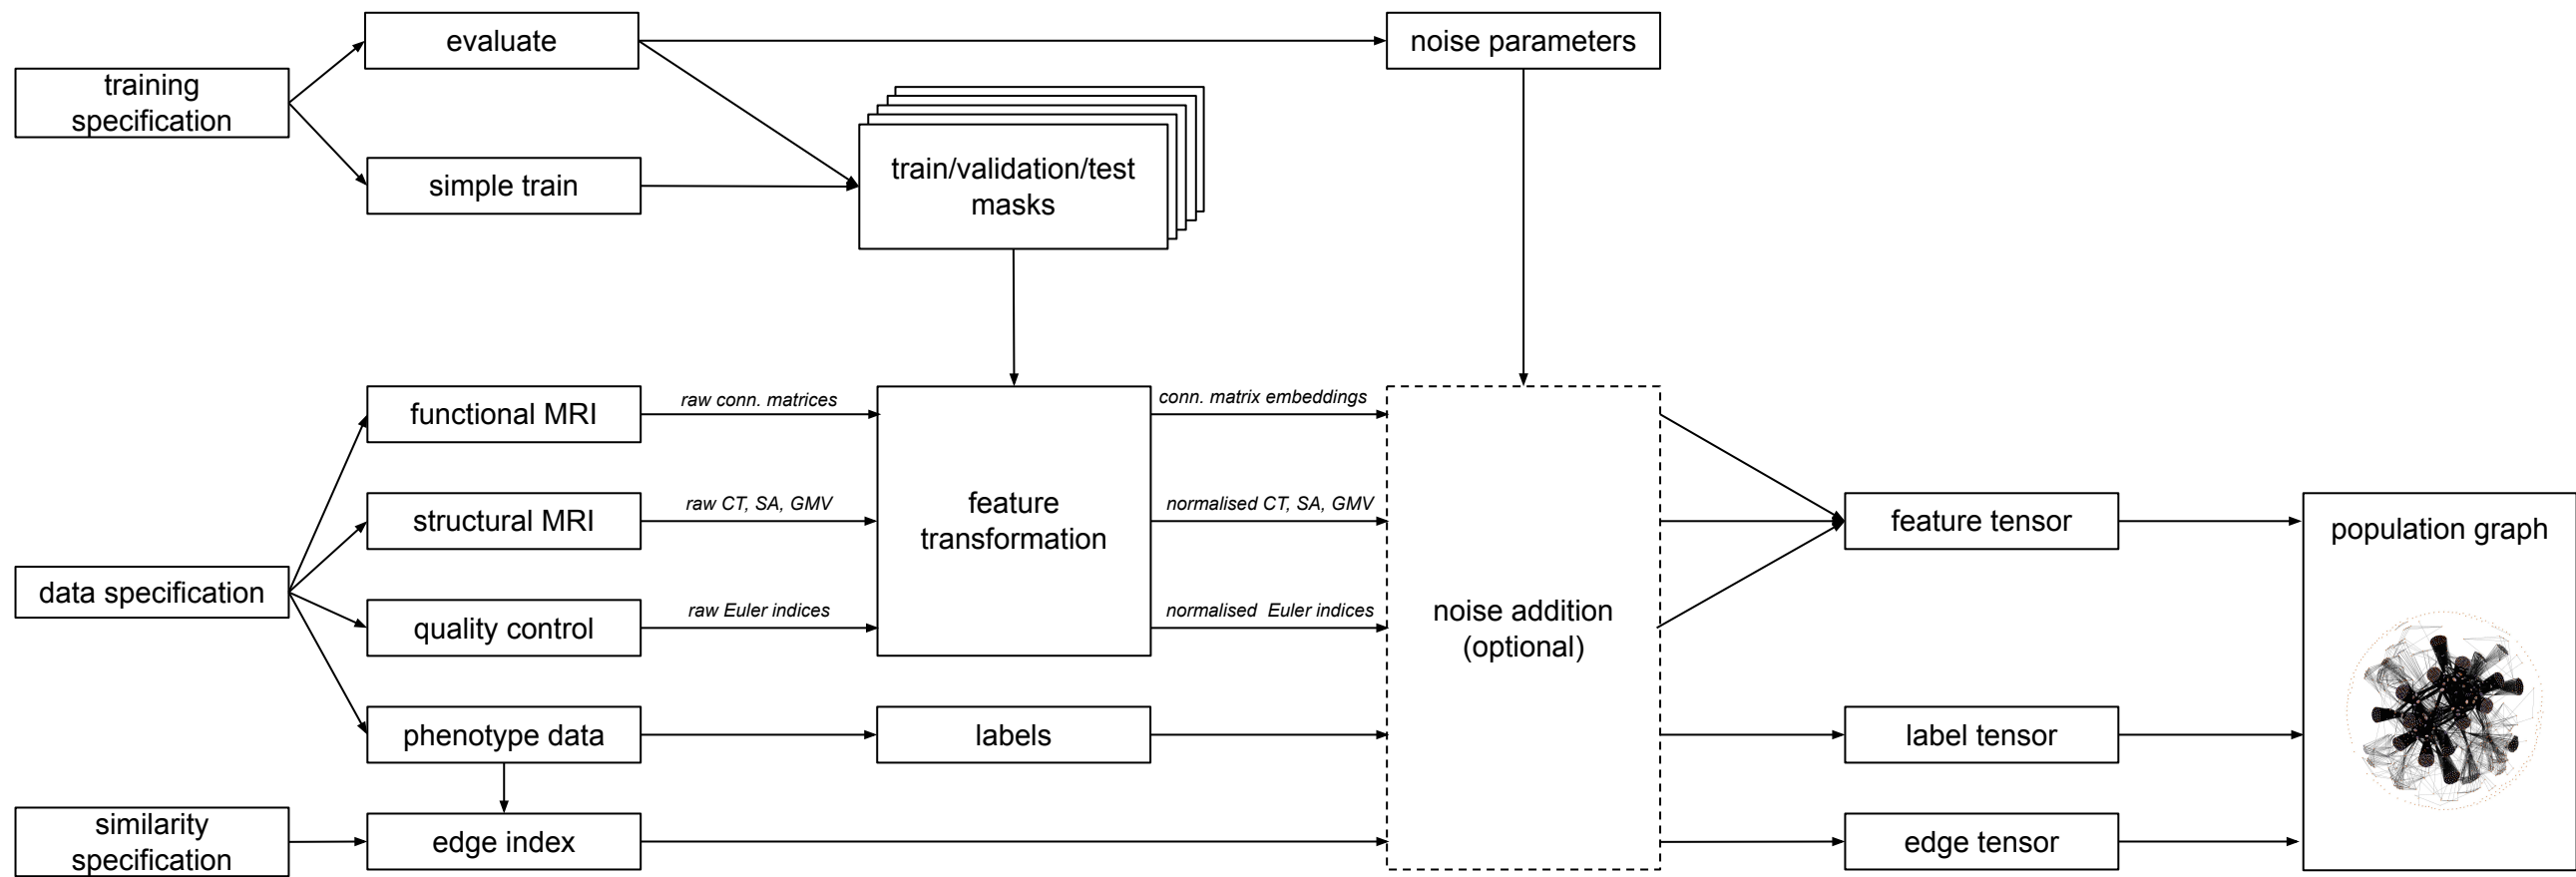 evaluate
noise parameters
training
specification
simple train
train/validation/test
masks
functional MRI
raw conn. matrices
conn. matrix embeddings
structural MRI
raw CT, SA, GMV
feature
transformation
normalised CT, SA, GMV
feature tensor
population graph
data specification
quality control
raw Euler indices
normalised  Euler indices
noise addition
(optional)
phenotype data
labels
label tensor
similarity
specification
edge index
edge tensor